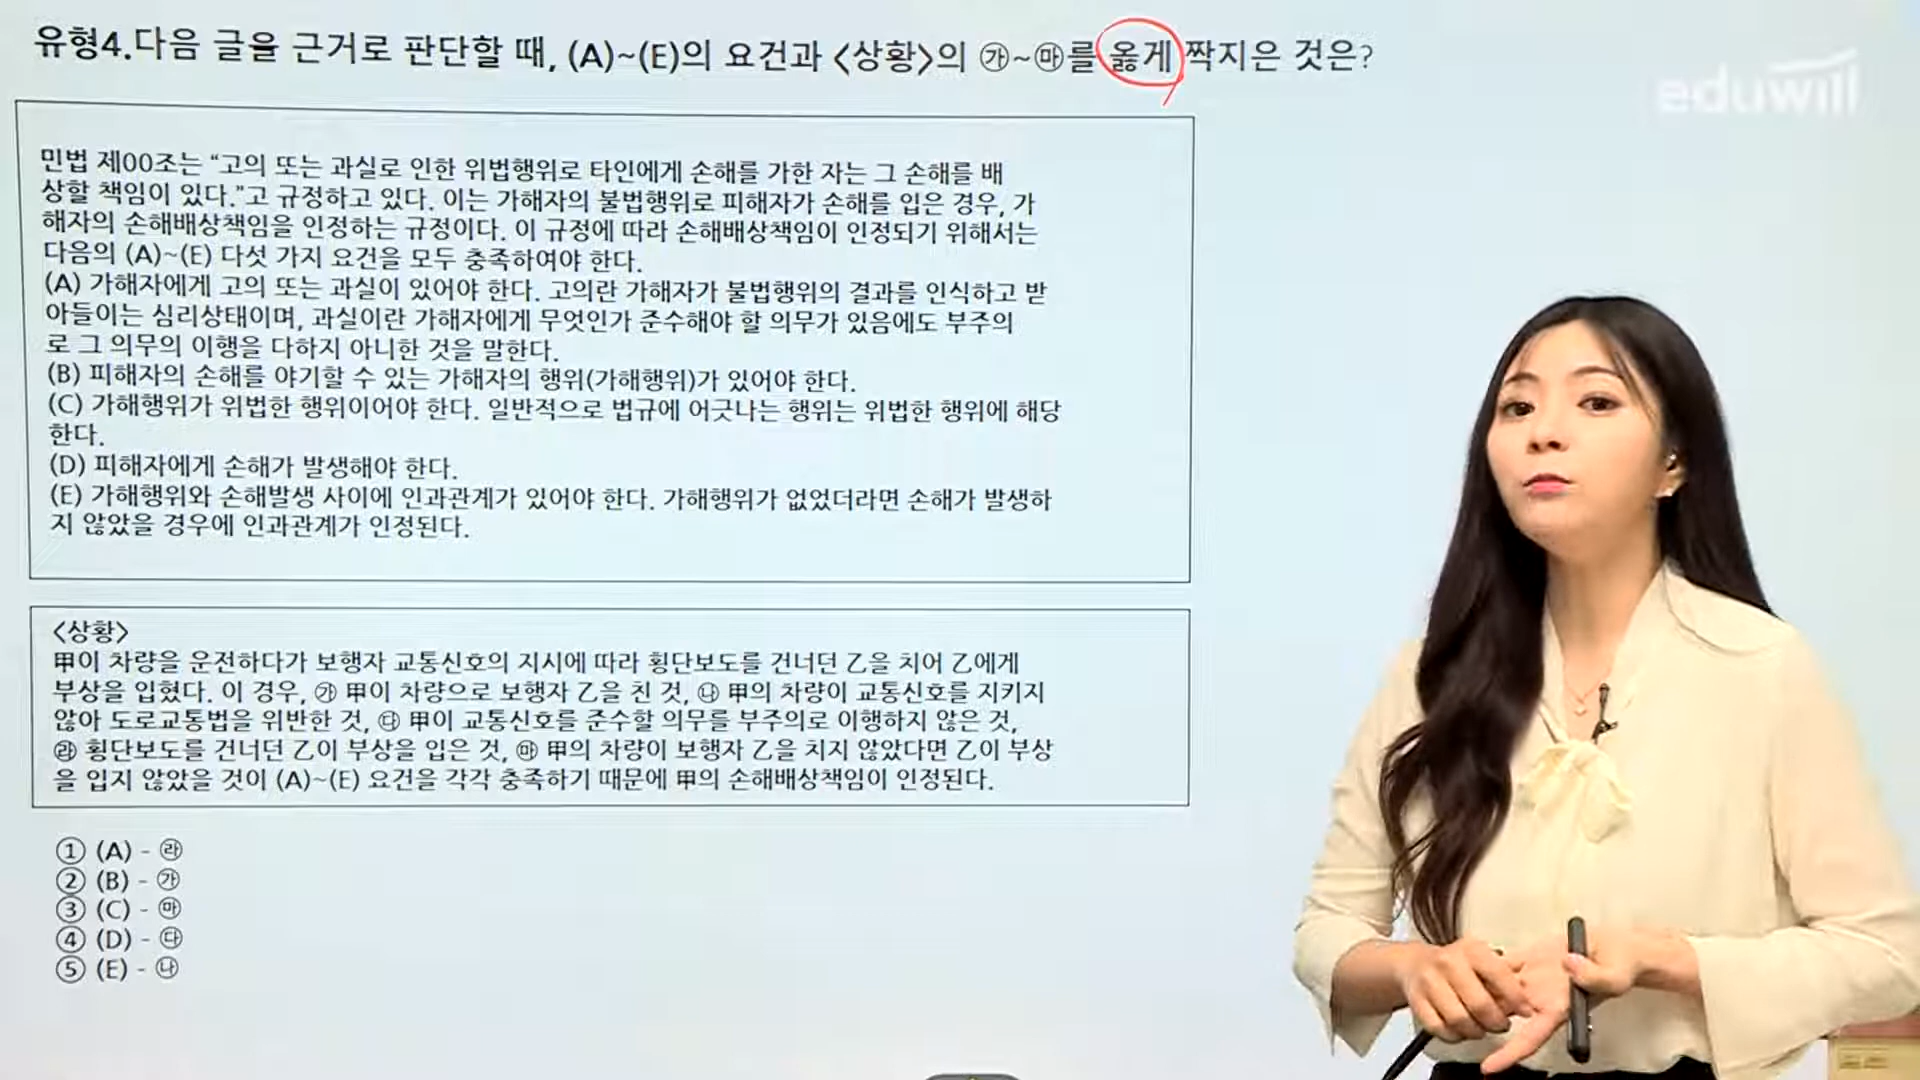 유형4.다음 글을 근거로 판단할 때, (A)~(E)의 요건과 <상황>의 ㉮~㉲를 옳게 짝지은 것은?
eduwill
민법 제00조는 “고의 또는 과실로 인한 위법행위로 타인에게 손해를 가한 자는 그 손해를 배
상할 책임이 있다.”고 규정하고 있다. 이는 가해자의 불법행위로 피해자가 손해를 입은 경우, 가
해자의 손해배상책임을 인정하는 규정이다. 이 규정에 따라 손해배상책임이 인정되기 위해서는
다음의 (A)~(E) 다섯 가지 요건을 모두 충족하여야 한다.
(A) 가해자에게 고의 또는 과실이 있어야 한다. 고의란 가해자가 불법행위의 결과를 인식하고 받
아들이는 심리상태이며, 과실이란 가해자에게 무엇인가 준수해야 할 의무가 있음에도 부주의
로 그 의무의 이행을 다하지 아니한 것을 말한다.
(B) 피해자의 손해를 야기할 수 있는 가해자의 행위(가해행위)가 있어야 한다.
(C) 가해행위가 위법한 행위이어야 한다. 일반적으로 법규에 어긋나는 행위는 위법한 행위에 해당
한다.
(D) 피해자에게 손해가 발생해야 한다.
(E) 가해행위와 손해발생 사이에 인과관계가 있어야 한다. 가해행위가 없었더라면 손해가 발생하
지 않았을 경우에 인과관계가 인정된다.
<상황>
甲이 차량을 운전하다가 보행자 교통신호의 지시에 따라 횡단보도를 건너던 乙을 치어 乙에게
부상을 입혔다. 이 경우, ㉮ 甲이 차량으로 보행자 乙을 친 것, ㉯ 甲의 차량이 교통신호를 지키지
않아 도로교통법을 위반한 것, ㉰ 甲이 교통신호를 준수할 의무를 부주의로 이행하지 않은 것,
㉱ 횡단보도를 건너던 乙이 부상을 입은 것, ㉲ 甲의 차량이 보행자 乙을 치지 않았다면 乙이 부상
을 입지 않았을 것이 (A)~(E) 요건을 각각 충족하기 때문에 甲의 손해배상책임이 인정된다.
① (A) - ㉱
② (B) - ㉮
③ (C) - ㉲
④ (D) - ㉰
⑤ (E) - ㉯